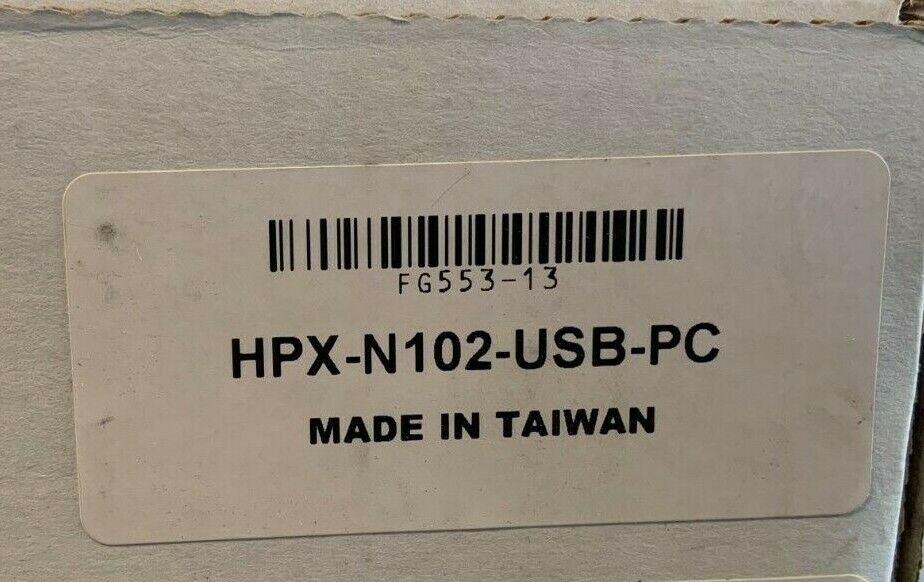 FG553-13
HPX-N102-USB-PC
MADE IN TAIWAN